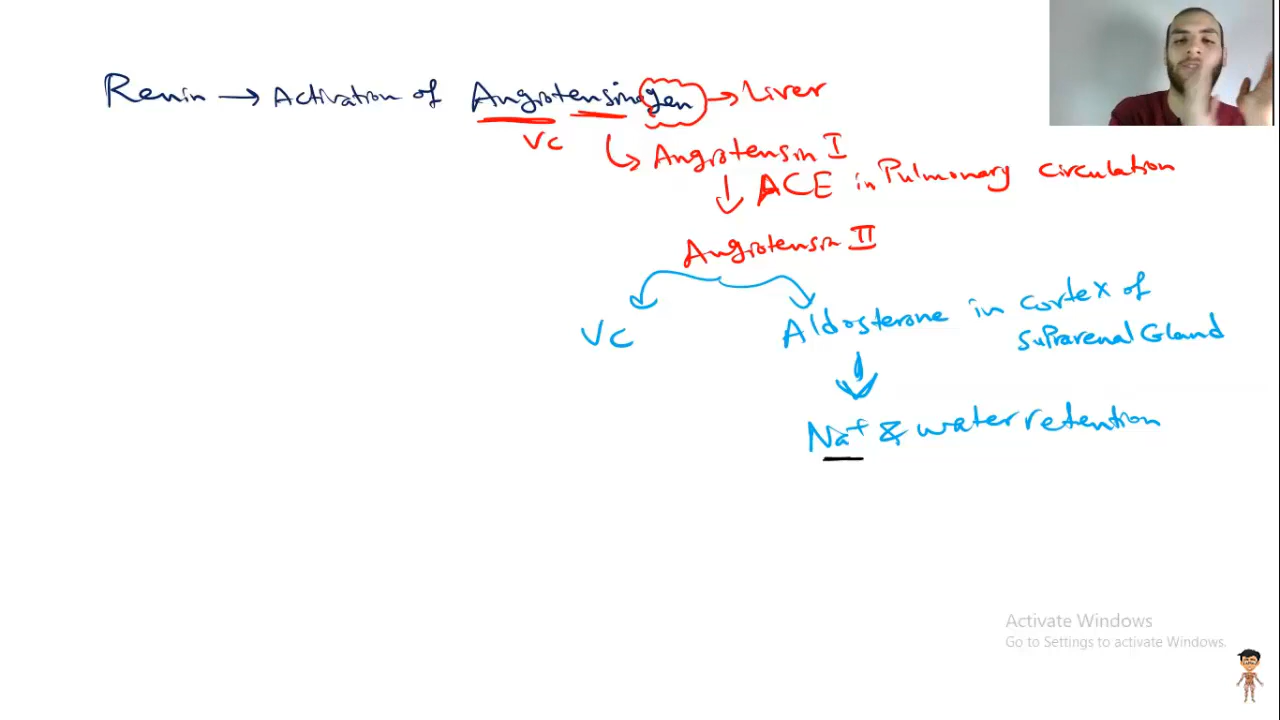 Renin → Activation of Angiotensinogen → Liver
VC
↳ Angiotensin I
↓ ACE in Pulmonary circulation
Angiotensin II
VC
Aldosterone in cortex of
Suprarenal Gland
Na+ & water retention
Activate Windows
Go to Settings to activate Windows.